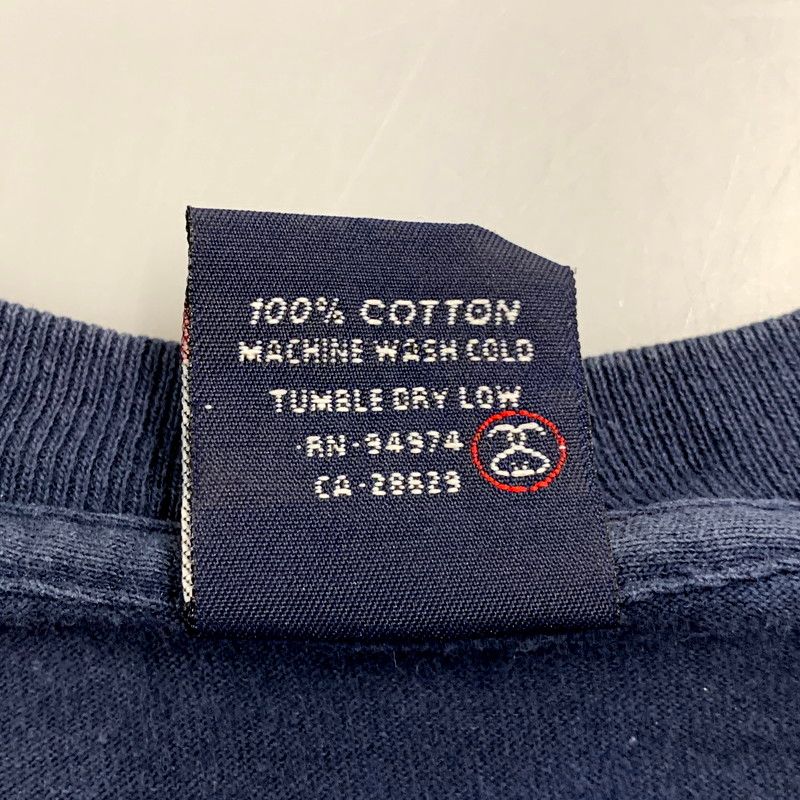 100% COTTON
MACHINE WASH COLD
TUMBLE DRY LOW
·RN·94974
CA·28629